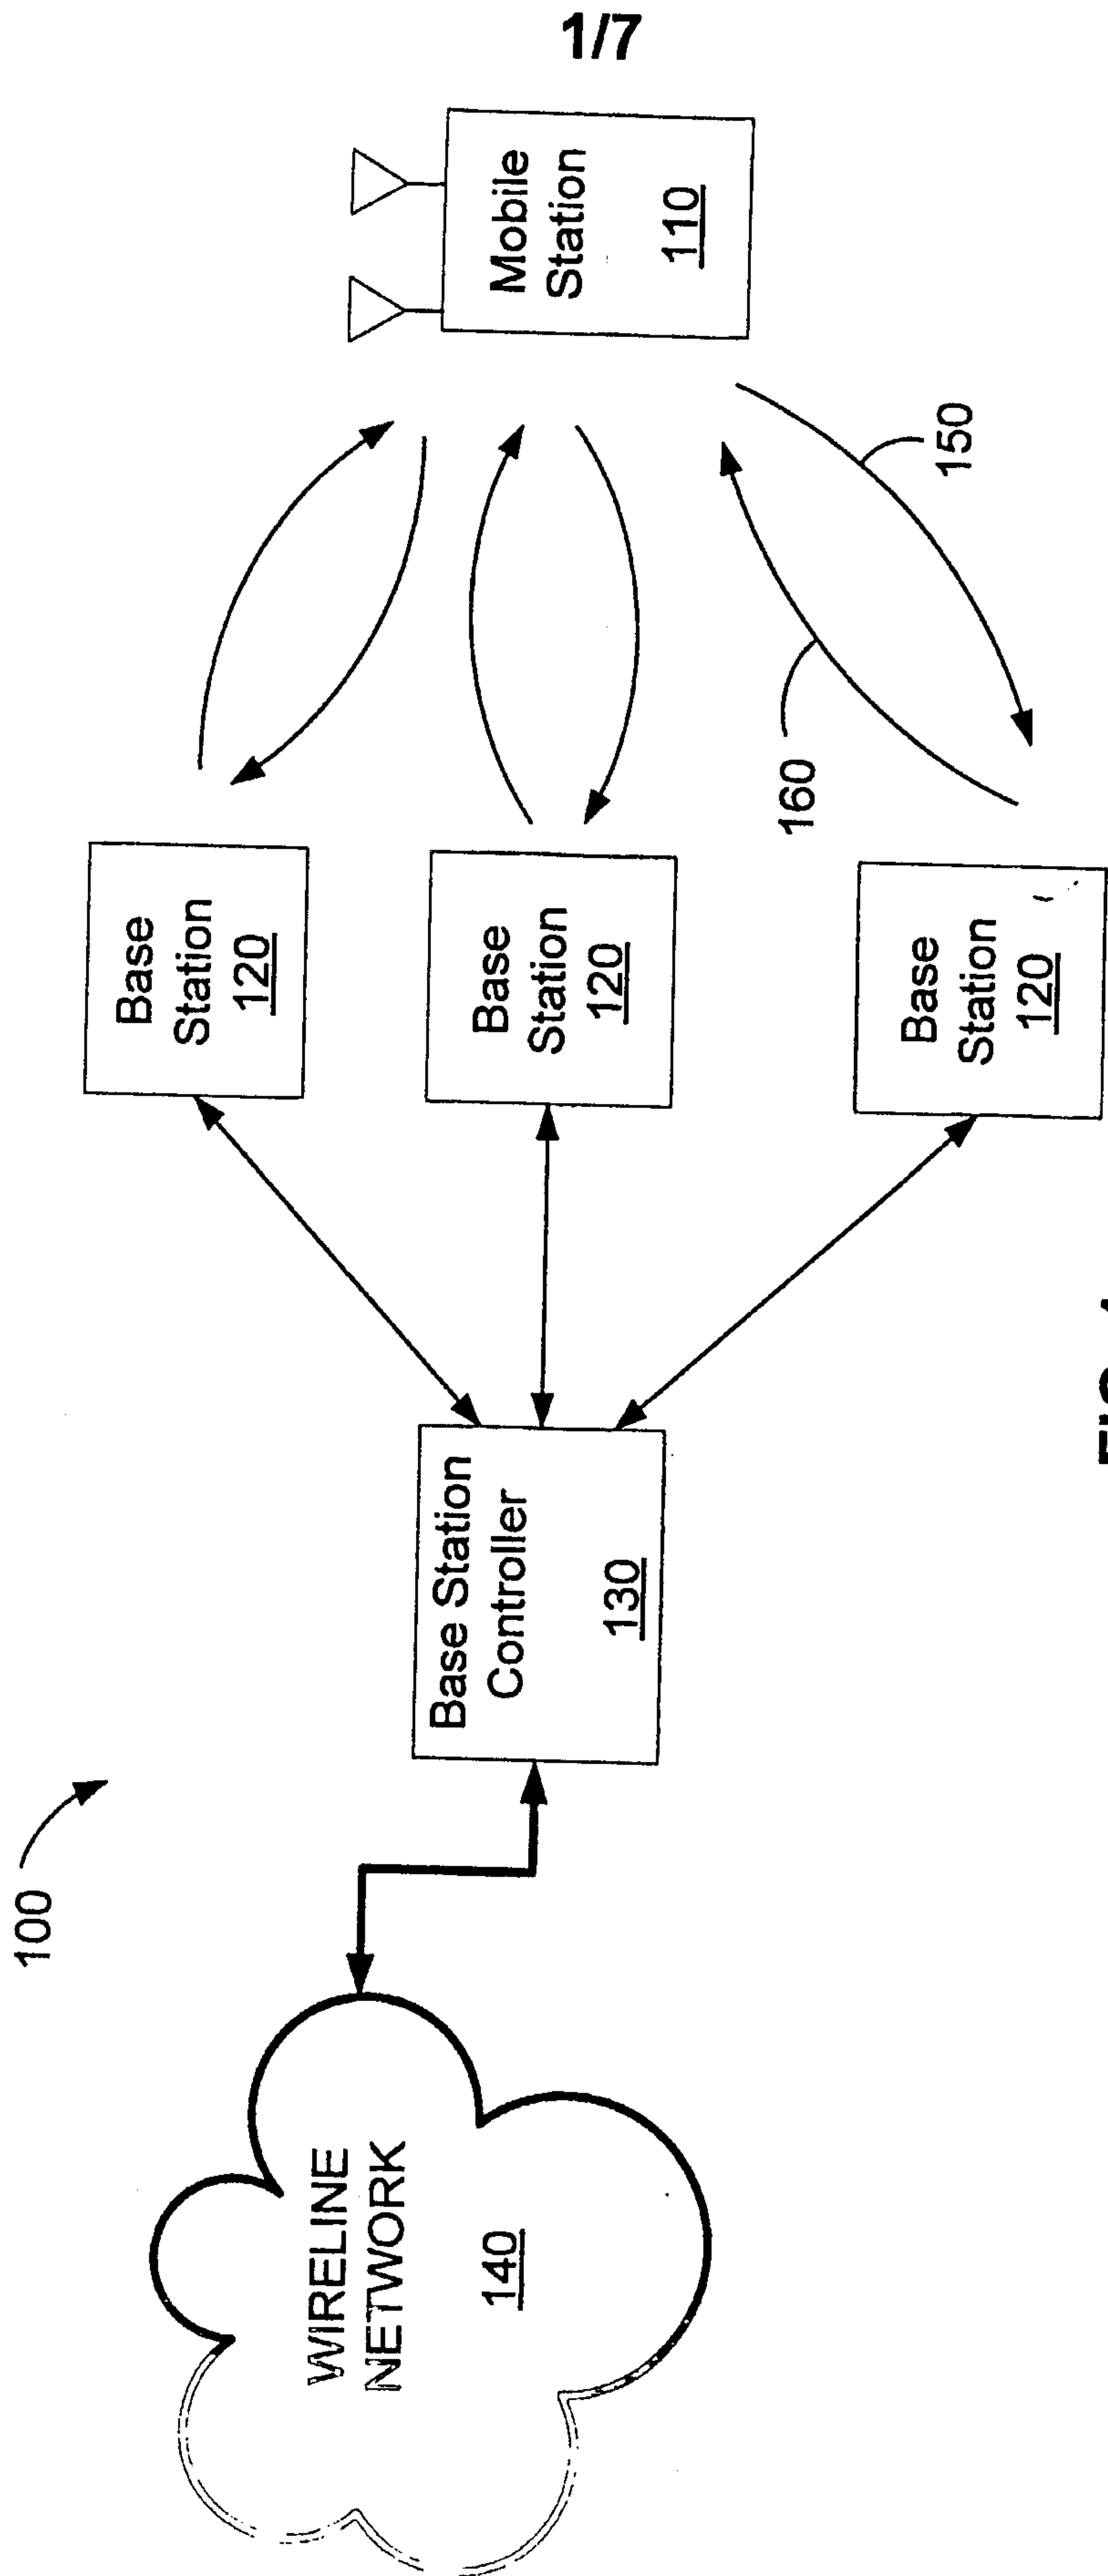 1/7
100
WIRELINE
NETWORK
140
Base Station
Controller
130
Base
Station
120
Base
Station
120
Base
Station
120
160
150
Mobile
Station
110